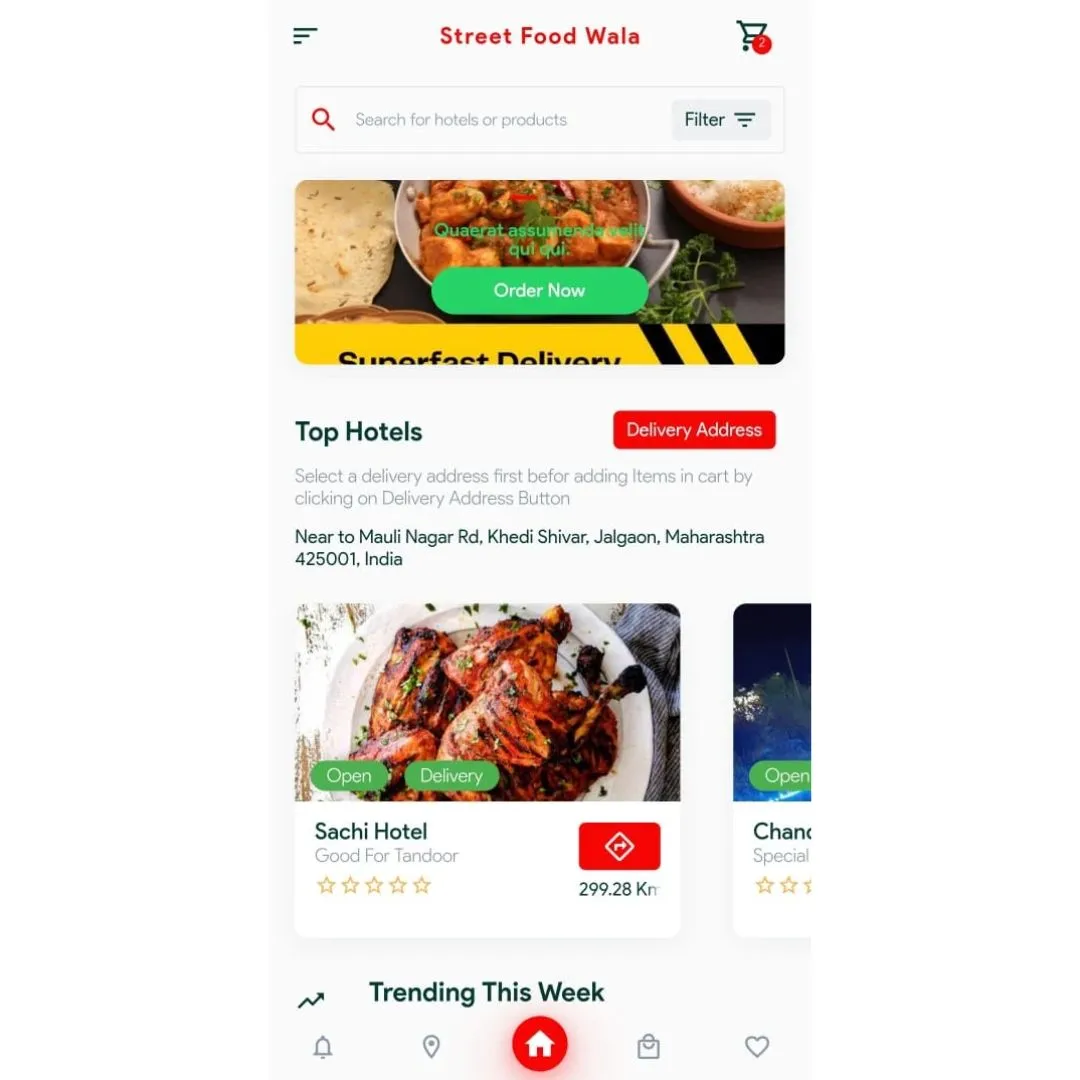 Street Food Wala
2
Search for hotels or products
Filter
Quaerat assumenda velit
qui qui.
Order Now
Superfast Delivery
Top Hotels
Delivery Address
Select a delivery address first befor adding Items in cart by
clicking on Delivery Address Button
Near to Mauli Nagar Rd, Khedi Shivar, Jalgaon, Maharashtra
425001, India
Open
Delivery
Open
Sachi Hotel
Good For Tandoor
299.28 Km
Special
Trending This Week